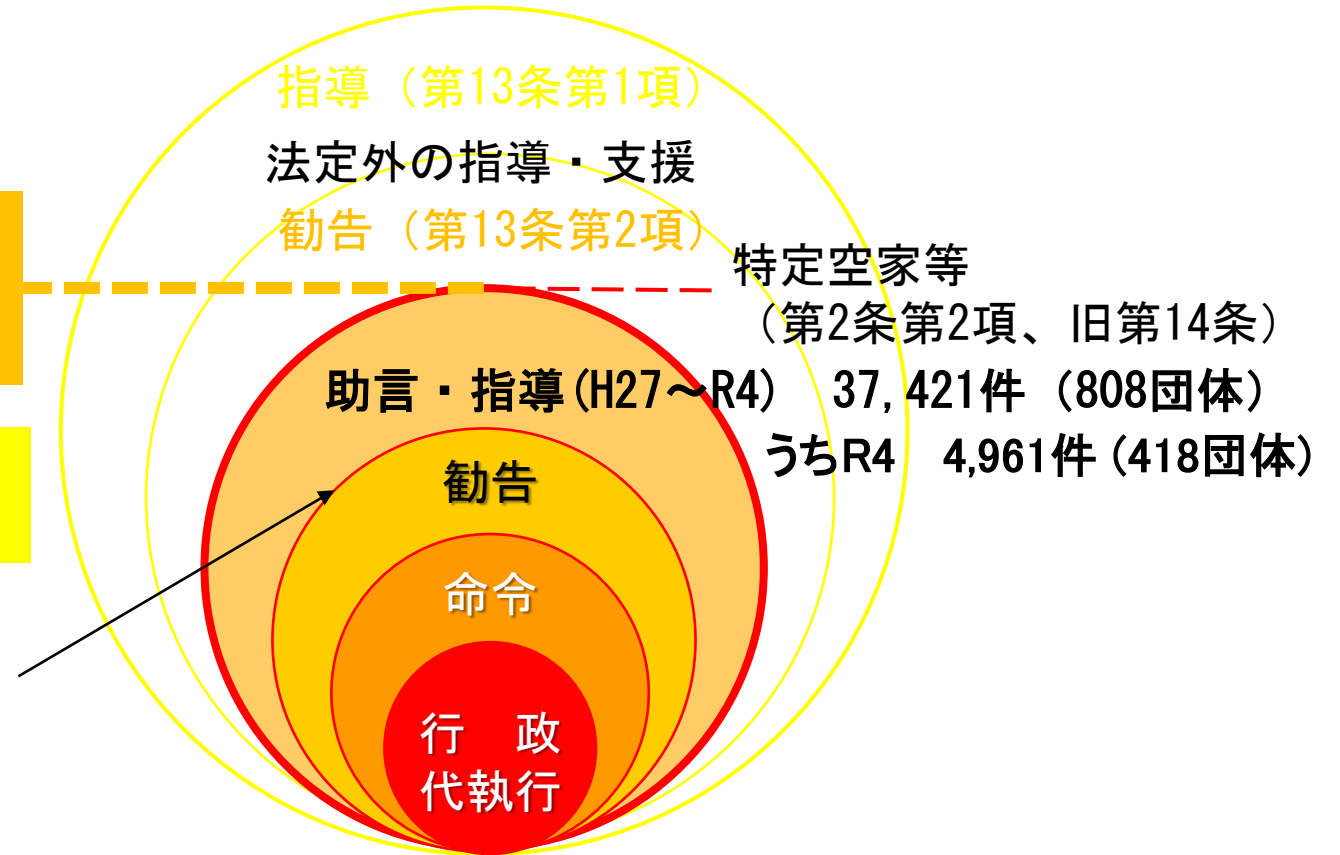 指導（第13条第1項）
法定外の指導・支援
勧告（第13条第2項）
特定空家等
（第2条第2項、旧第14条）
助言・指導(H27～R4)　37,421件（808団体）
うちR4　4,961件(418団体)
勧告
命令
行　政
代執行